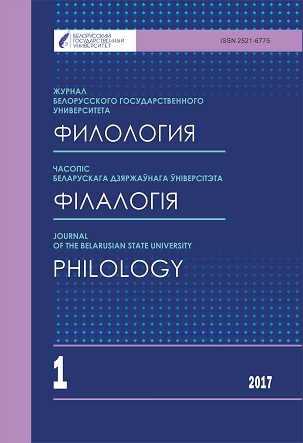 БЕЛОРУССКИЙ
ГОСУДАРСТВЕННЫЙ
УНИВЕРСИТЕТ
ISSN 2521-6775
ЖУРНАЛ
БЕЛОРУССКОГО ГОСУДАРСТВЕННОГО
УНИВЕРСИТЕТА
ФИЛОЛОГИЯ
ЧАСОПІС
БЕЛАРУСКАГА ДЗЯРЖАЎНАГА ЎНІВЕРСІТЭТА
ФІЛАЛОГІЯ
JOURNAL
OF THE BELARUSIAN STATE UNIVERSITY
PHILOLOGY
1
2017